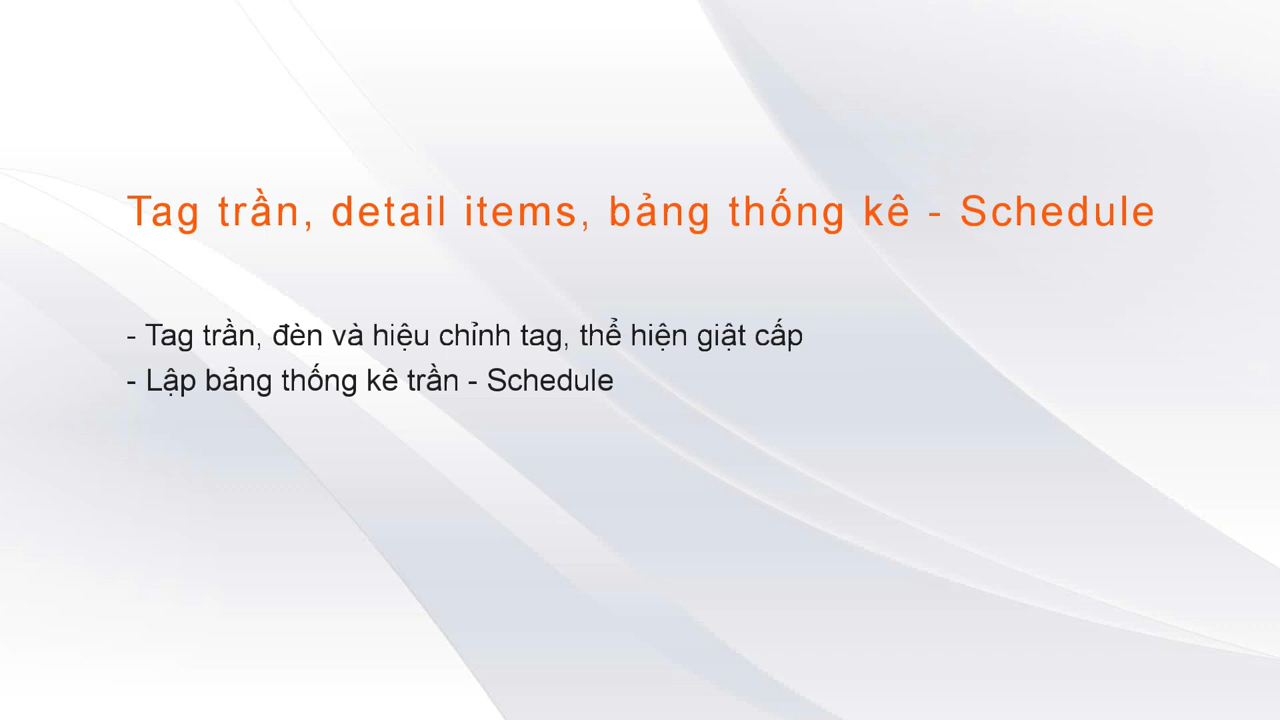 Tag trần, detail items, bảng thống kê - Schedule
- Tag trần, đèn và hiệu chỉnh tag, thể hiện giật cấp
- Lập bảng thống kê trần - Schedule